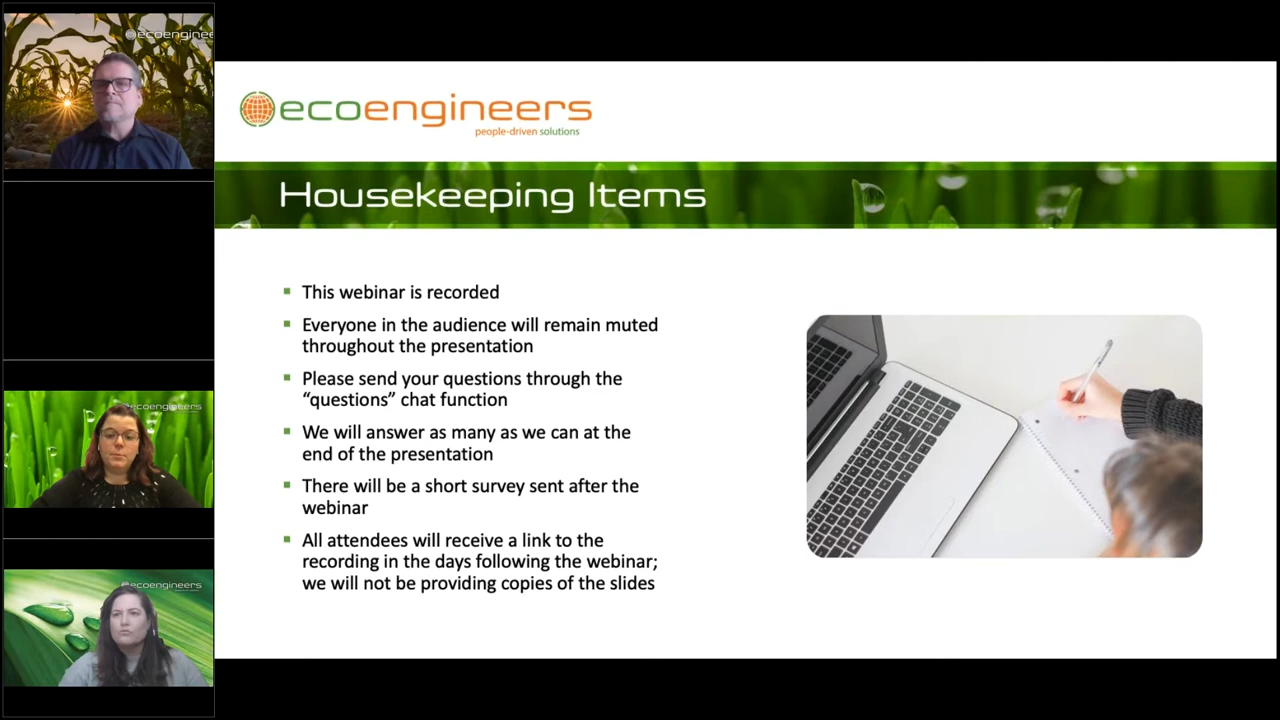 ecoenginee
ecoengineers
people-driven solutions
Housekeeping Items
This webinar is recorded
Everyone in the audience will remain muted
throughout the presentation
Please send your questions through the
“questions” chat function
We will answer as many as we can at the
end of the presentation
There will be a short survey sent after the
webinar
All attendees will receive a link to the
recording in the days following the webinar;
we will not be providing copies of the slides
ecoengineers
ecoengineers